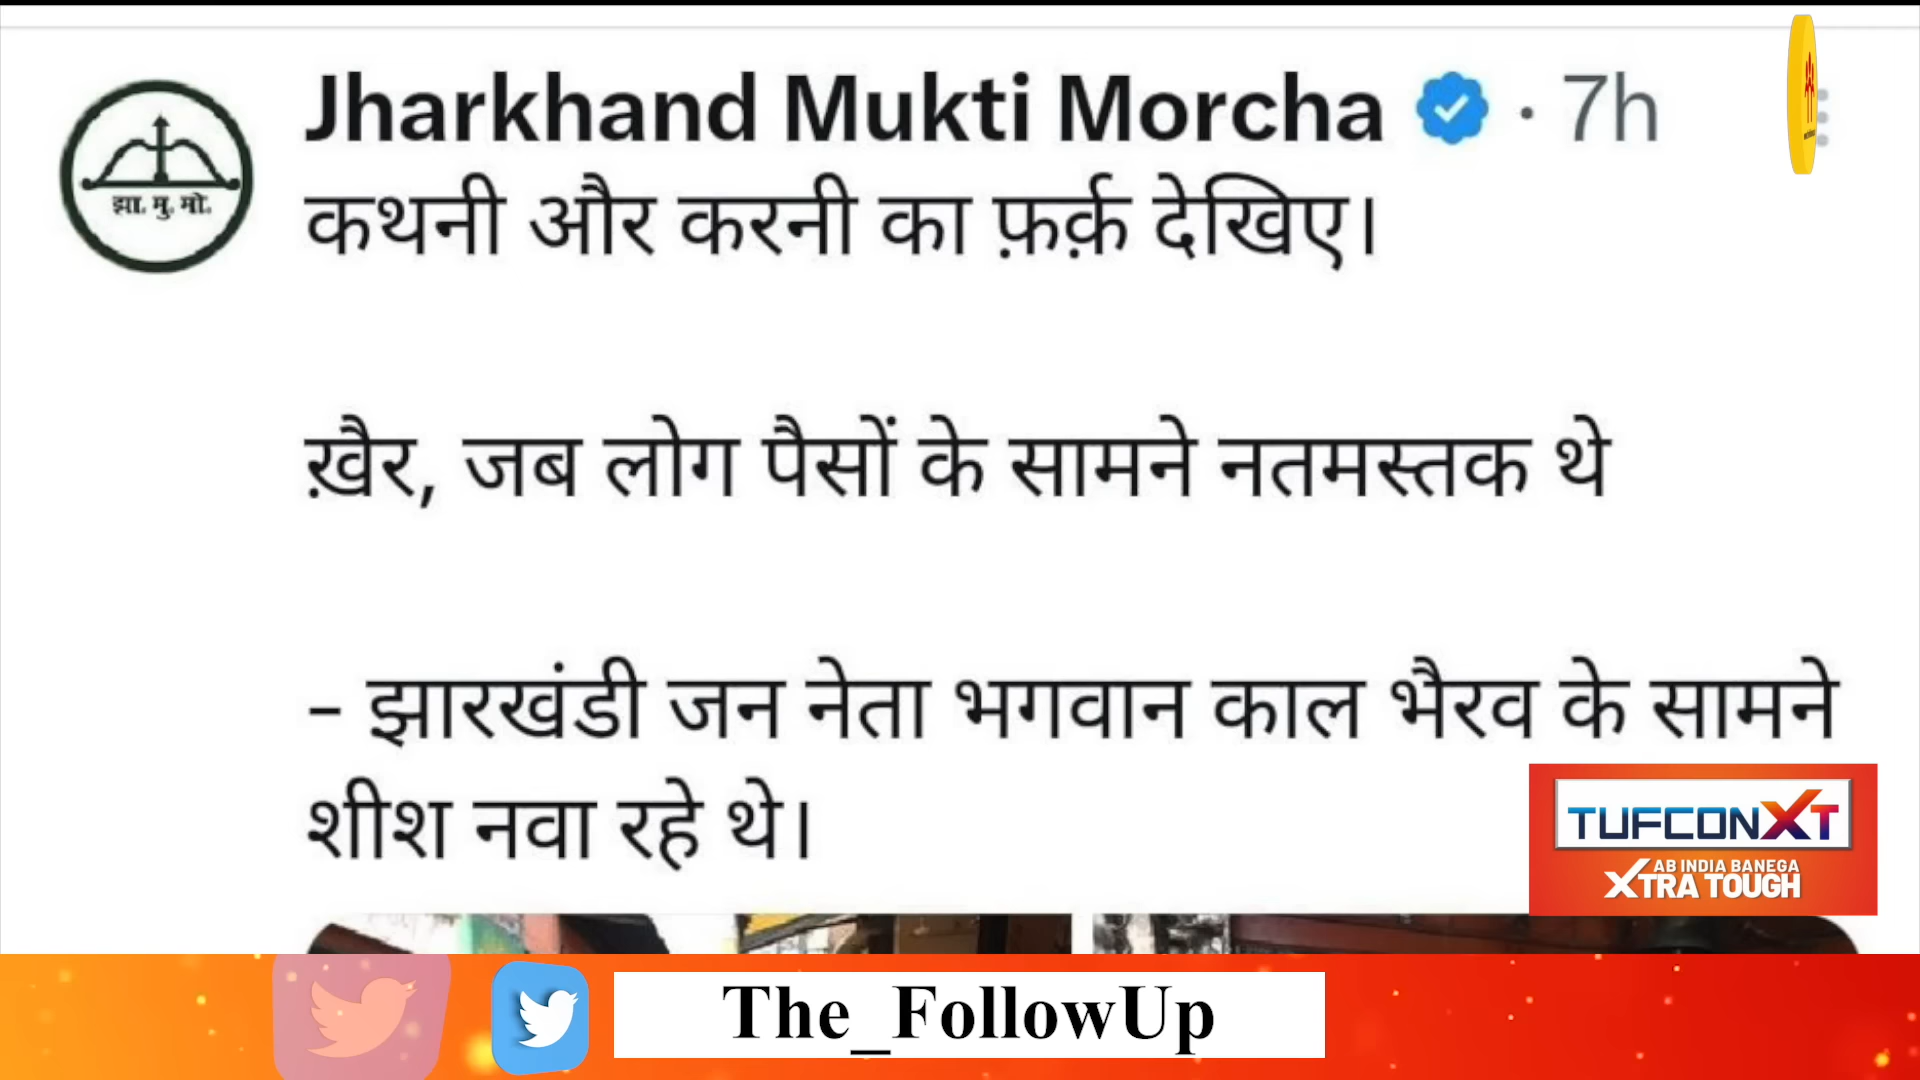 Jharkhand Mukti Morcha · 7h
झा. मु. मो.
कथनी और करनी का फ़र्क़ देखिए।
ख़ैर, जब लोग पैसों के सामने नतमस्तक थे
- झारखंडी जन नेता भगवान काल भैरव के सामने
शीश नवा रहे थे।
TUFCONXT
AB INDIA BANEGA
XTRA TOUGH
The_FollowUp